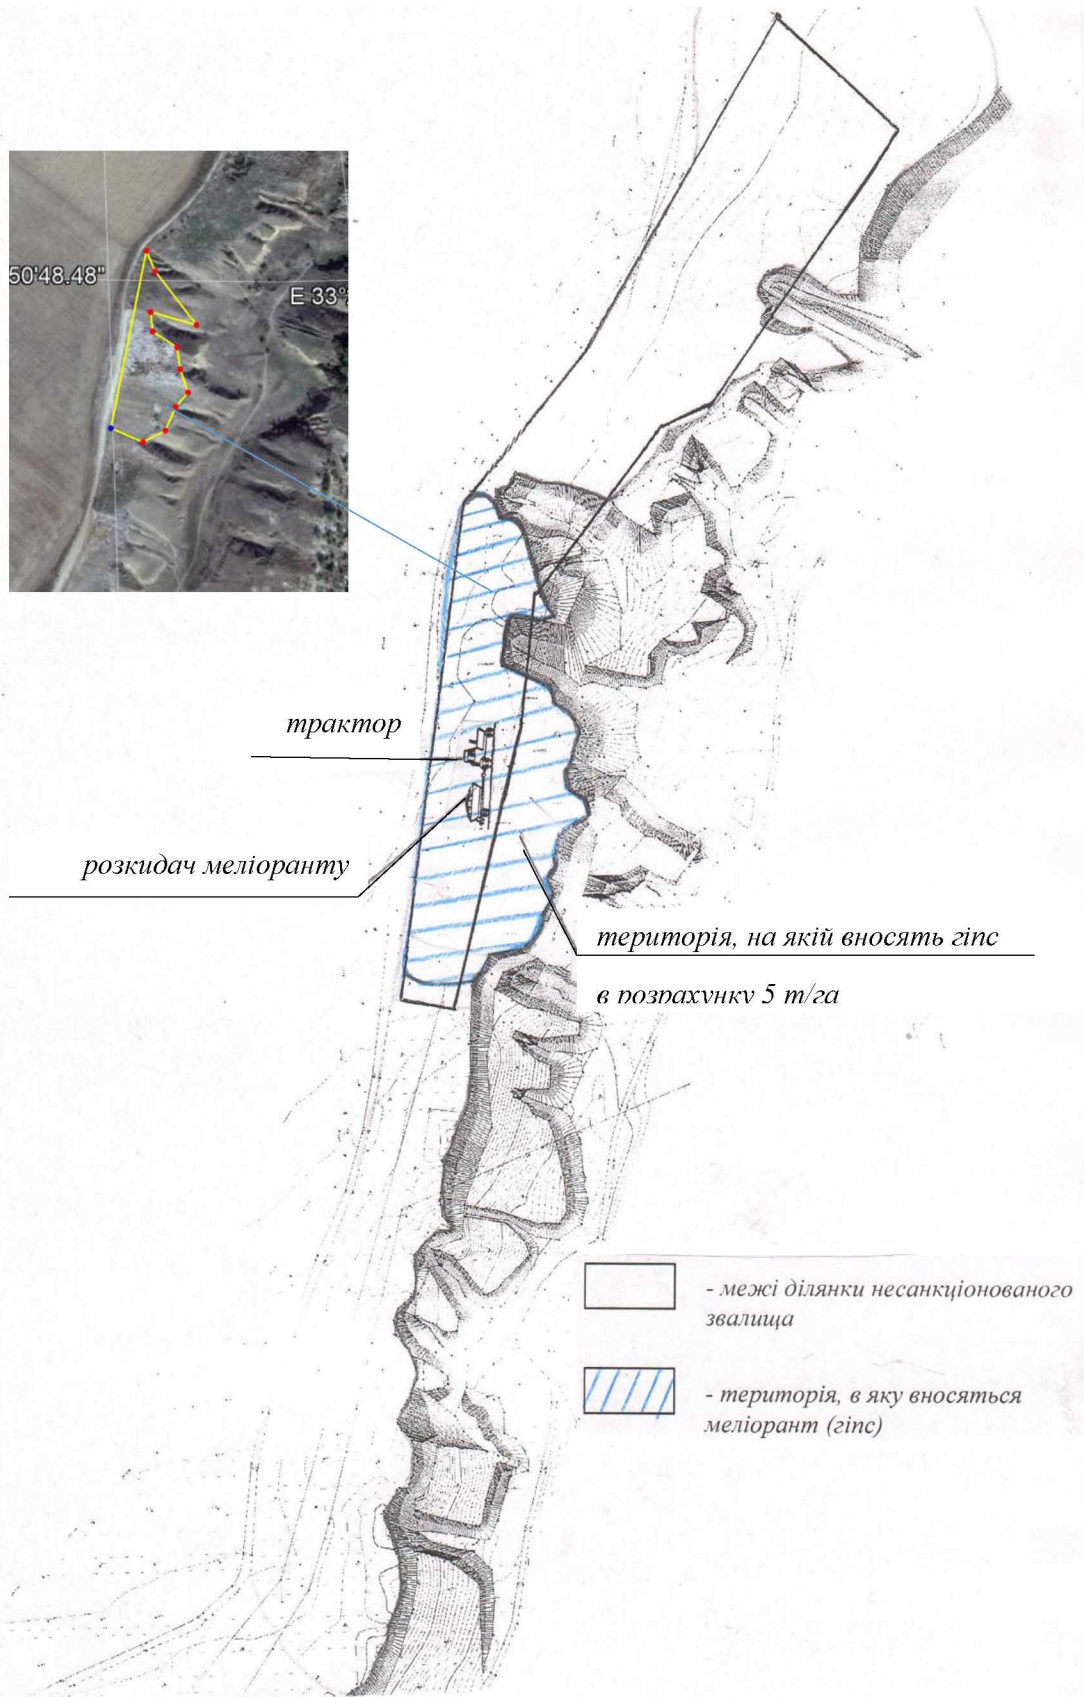 50'48.48"
E 33°
трактор
розкидач меліоранту
територія, на якій вносять гіпс
в розрахунку 5 т/га
- межі ділянки несанкціонованого
звалища
- територія, в яку вносяться
меліорант (гіпс)